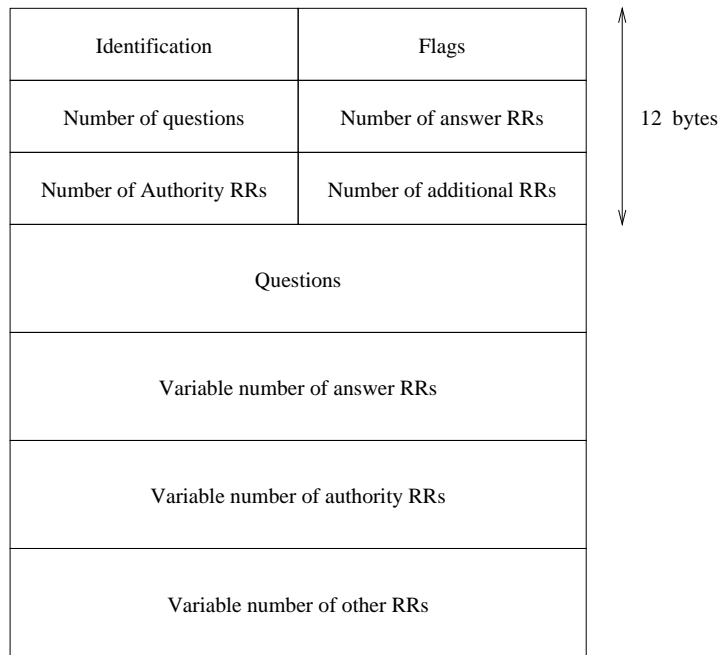 Identification
Flags
12 bytes
Number of questions
Number of answer RRs
Number of Authority RRs
Number of additional RRs
Questions
Variable number of answer RRs
Variable number of authority RRs
Variable number of other RRs